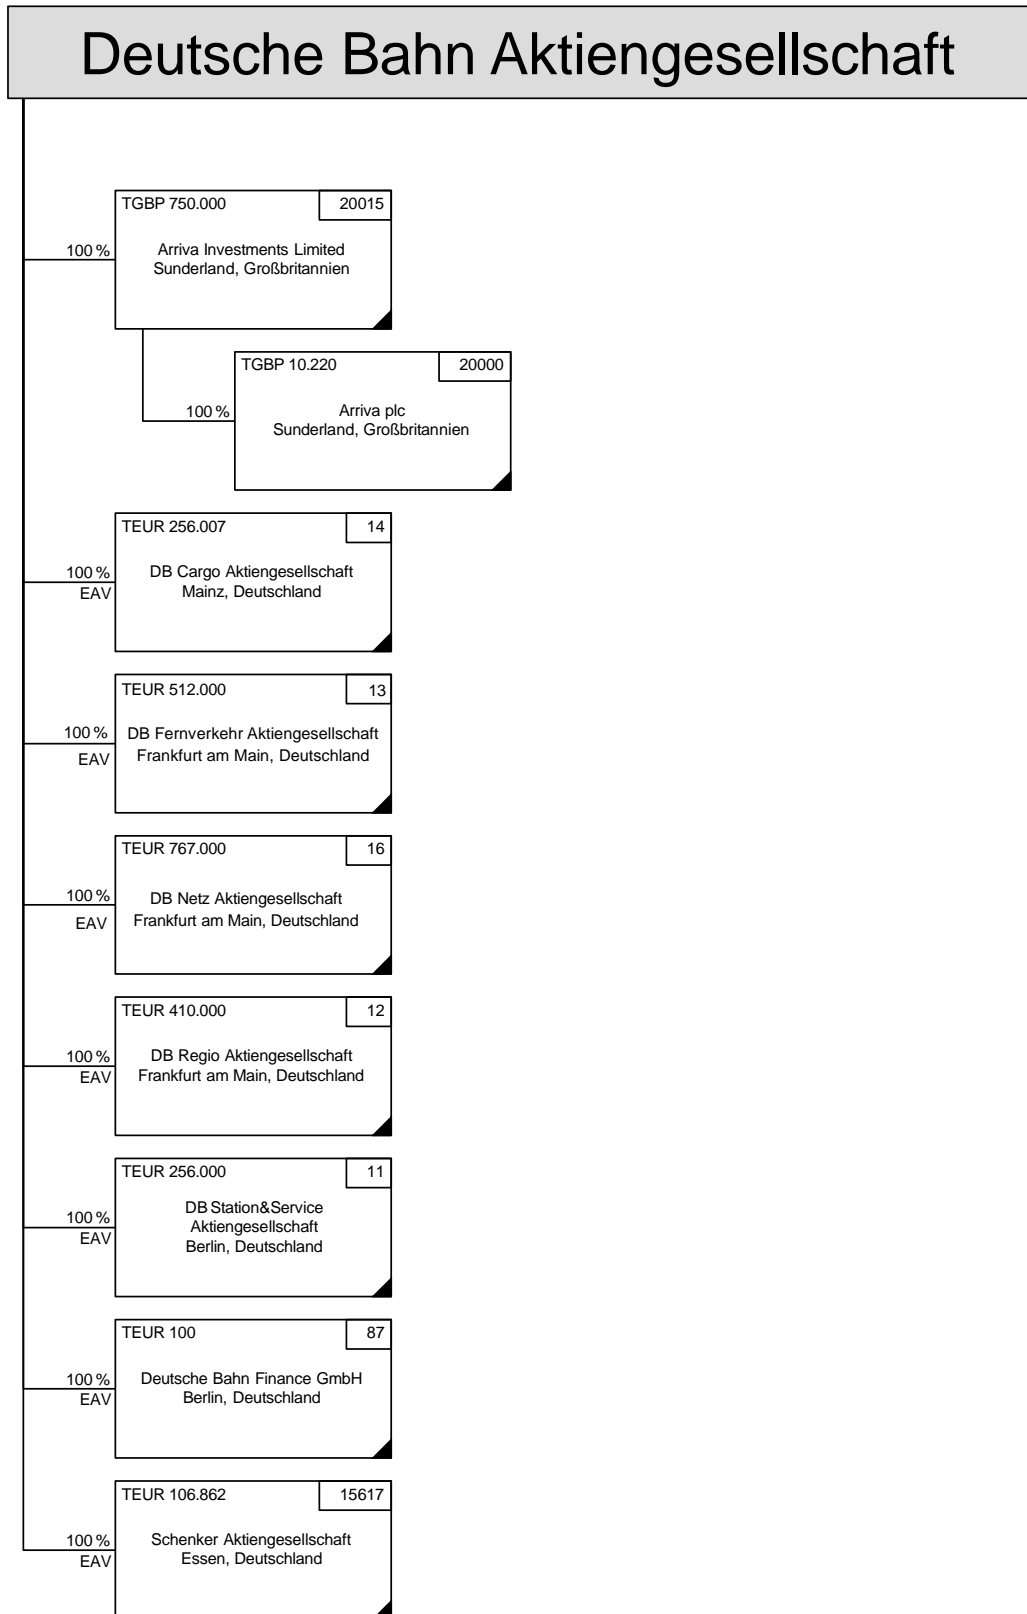 Deutsche Bahn Aktiengesellschaft
TGBP 750.000
20015
100 %
Arriva Investments Limited
Sunderland, Großbritannien
TGBP 10.220
20000
100 %
Arriva plc
Sunderland, Großbritannien
TEUR 256.007
14
100 %
EAV
DB Cargo Aktiengesellschaft
Mainz, Deutschland
TEUR 512.000
13
100 %
EAV
DB Fernverkehr Aktiengesellschaft
Frankfurt am Main, Deutschland
TEUR 767.000
16
100 %
EAV
DB Netz Aktiengesellschaft
Frankfurt am Main, Deutschland
TEUR 410.000
12
100 %
EAV
DB Regio Aktiengesellschaft
Frankfurt am Main, Deutschland
TEUR 256.000
11
100 %
EAV
DB Station&Service
Aktiengesellschaft
Berlin, Deutschland
TEUR 100
87
100 %
EAV
Deutsche Bahn Finance GmbH
Berlin, Deutschland
TEUR 106.862
15617
100 %
EAV
Schenker Aktiengesellschaft
Essen, Deutschland